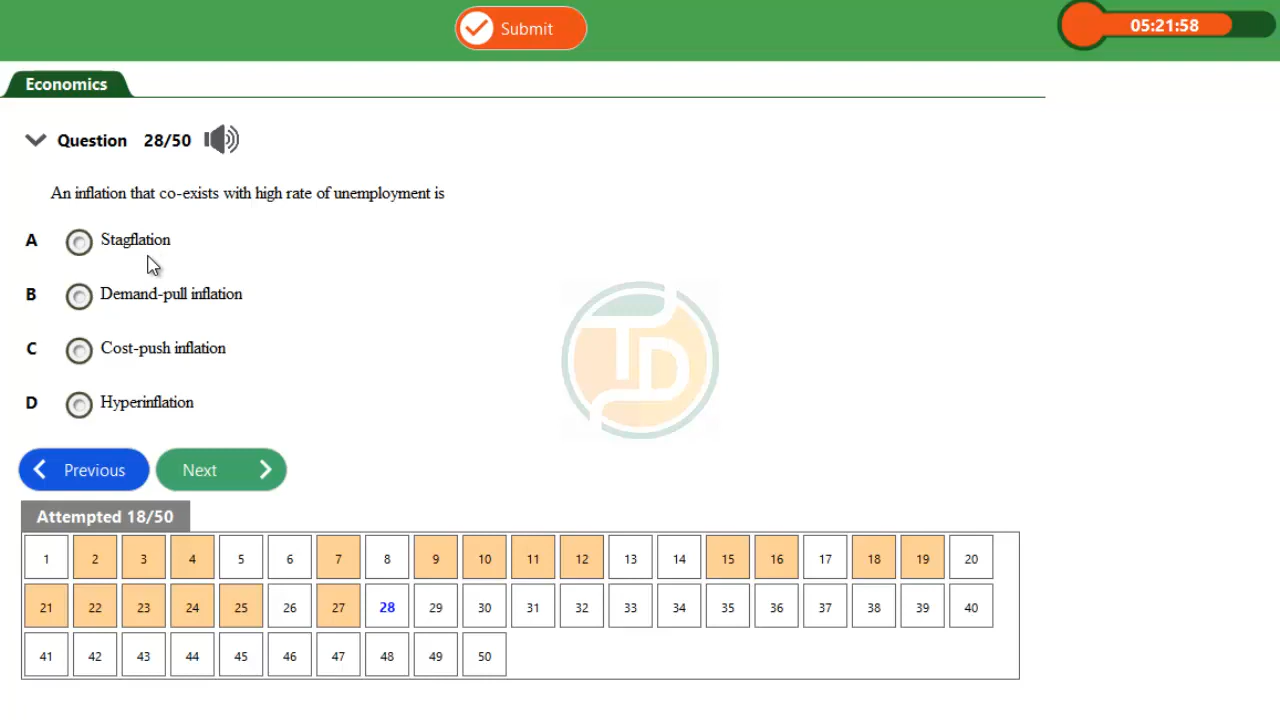 Submit
05:21:58
Economics
Question 28/50
An inflation that co-exists with high rate of unemployment is
A Stagflation
B Demand-pull inflation
C Cost-push inflation
D Hyperinflation
TD
Previous Next
Attempted 18/50
1 2 3 4 5 6 7 8 9 10 11 12 13 14 15 16 17 18 19 20
21 22 23 24 25 26 27 28 29 30 31 32 33 34 35 36 37 38 39 40
41 42 43 44 45 46 47 48 49 50